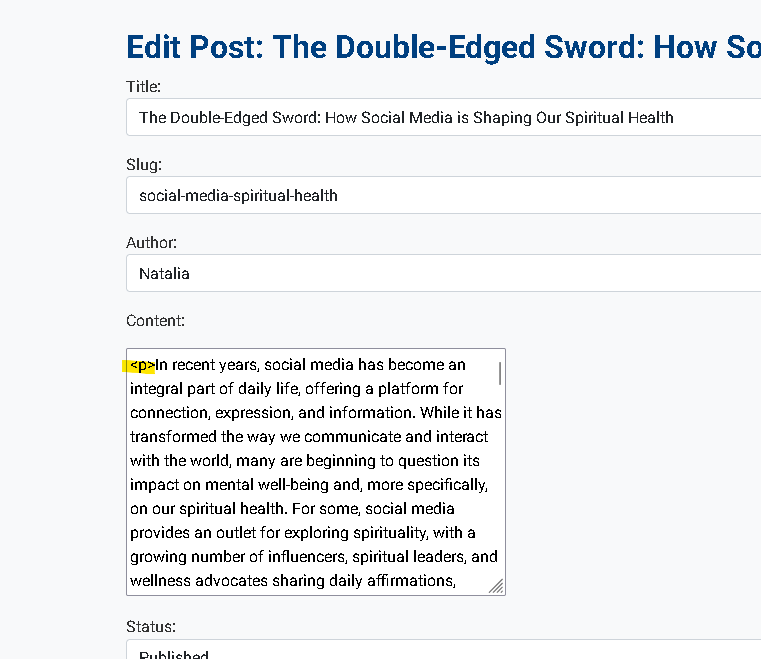 Edit Post: The Double-Edged Sword: How So
Title:
The Double-Edged Sword: How Social Media is Shaping Our Spiritual Health
Slug:
social-media-spiritual-health
Author:
Natalia
Content:
<p>In recent years, social media has become an
integral part of daily life, offering a platform for
connection, expression, and information. While it has
transformed the way we communicate and interact
with the world, many are beginning to question its
impact on mental well-being and, more specifically,
on our spiritual health. For some, social media
provides an outlet for exploring spirituality, with a
growing number of influencers, spiritual leaders, and
wellness advocates sharing daily affirmations,
Status:
Published